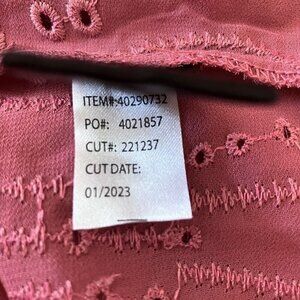 ITEM#:40290732
PO#: 4021857
CUT#: 221237
CUT DATE:
01/2023